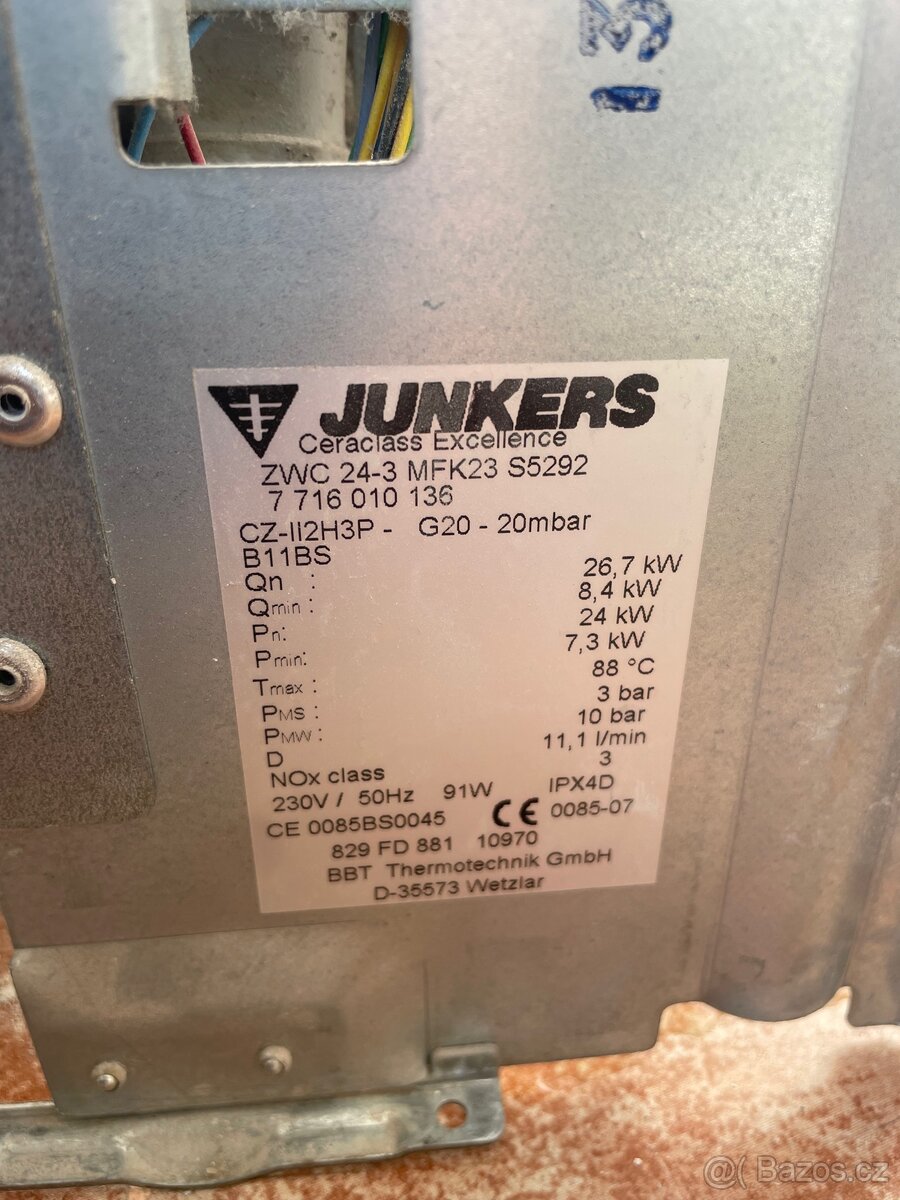 13
JUNKERS
Ceraclass Excellence
ZWC 24-3 MFK23 S5292
7 716 010 136
CZ-II2H3P - G20 - 20mbar
B11BS
Qn : 26,7 kW
Qmin : 8,4 kW
Pn: 24 kW
Pmin: 7,3 kW
Tmax : 88 °C
PMS : 3 bar
PMW : 10 bar
D 11,1 l/min
NOx class 3
230V / 50Hz 91W IPX4D
CE 0085BS0045 CE 0085-07
829 FD 881 10970
BBT Thermotechnik GmbH
D-35573 Wetzlar
@( Bazos.cz